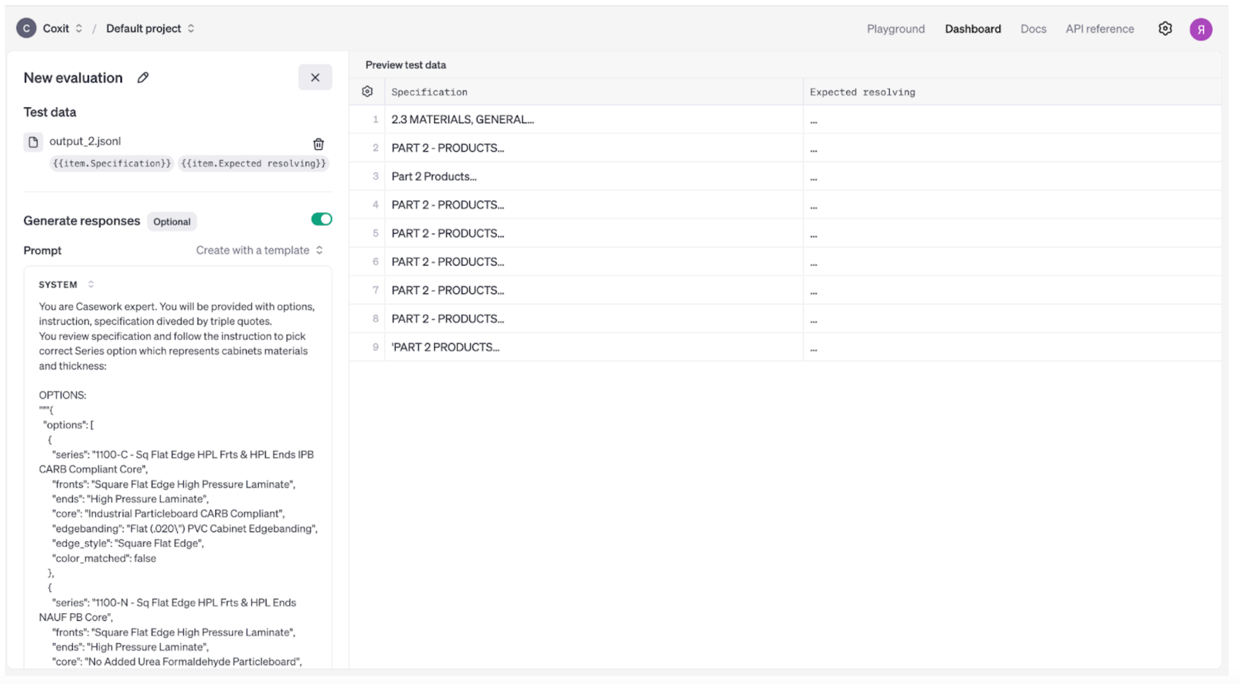 C Coxit / Default project
Playground Dashboard Docs API reference Я
New evaluation
Test data
output_2.jsonl
{{item.Specification}} {{item.Expected resolving}}
Generate responses Optional
Prompt Create with a template
SYSTEM
You are Casework expert. You will be provided with options,
instruction, specification diveded by triple quotes.
You review specification and follow the instruction to pick
correct Series option which represents cabinets materials
and thickness:
OPTIONS:
"""{
"options": [
{
"series": "1100-C - Sq Flat Edge HPL Frts & HPL Ends IPB
CARB Compliant Core",
"fronts": "Square Flat Edge High Pressure Laminate",
"ends": "High Pressure Laminate",
"core": "Industrial Particleboard CARB Compliant",
"edgebanding": "Flat (.020\") PVC Cabinet Edgebanding",
"edge_style": "Square Flat Edge",
"color_matched": false
},
{
"series": "1100-N - Sq Flat Edge HPL Frts & HPL Ends
NAUF PB Core",
"fronts": "Square Flat Edge High Pressure Laminate",
"ends": "High Pressure Laminate",
"core": "No Added Urea Formaldehyde Particleboard",
Preview test data
Specification Expected resolving
1 2.3 MATERIALS, GENERAL... ...
2 PART 2 - PRODUCTS... ...
3 Part 2 Products... ...
4 PART 2 - PRODUCTS... ...
5 PART 2 - PRODUCTS... ...
6 PART 2 - PRODUCTS... ...
7 PART 2 - PRODUCTS... ...
8 PART 2 - PRODUCTS... ...
9 'PART 2 PRODUCTS... ...